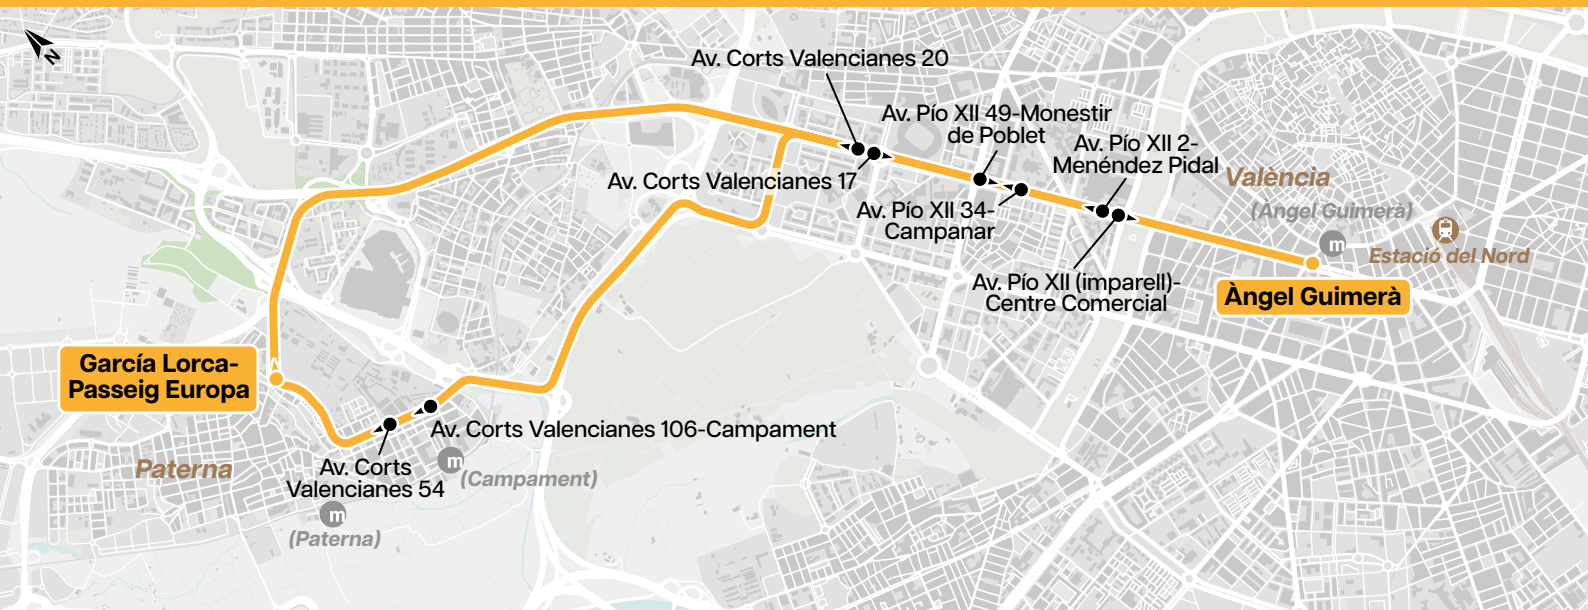 N
Av. Corts Valencianes 20
Av. Pío XII 49-Monestir
de Poblet
Av. Pío XII 2-
Menéndez Pidal
Av. Corts Valencianes 17
València
(Àngel Guimerà)
m
Estació del Nord
Av. Pío XII 34-
Campanar
Av. Pío XII (imparell)-
Centre Comercial
Àngel Guimerà
García Lorca-
Passeig Europa
Av. Corts Valencianes 106-Campament
m
(Campament)
Paterna
Av. Corts
Valencianes 54
m
(Paterna)